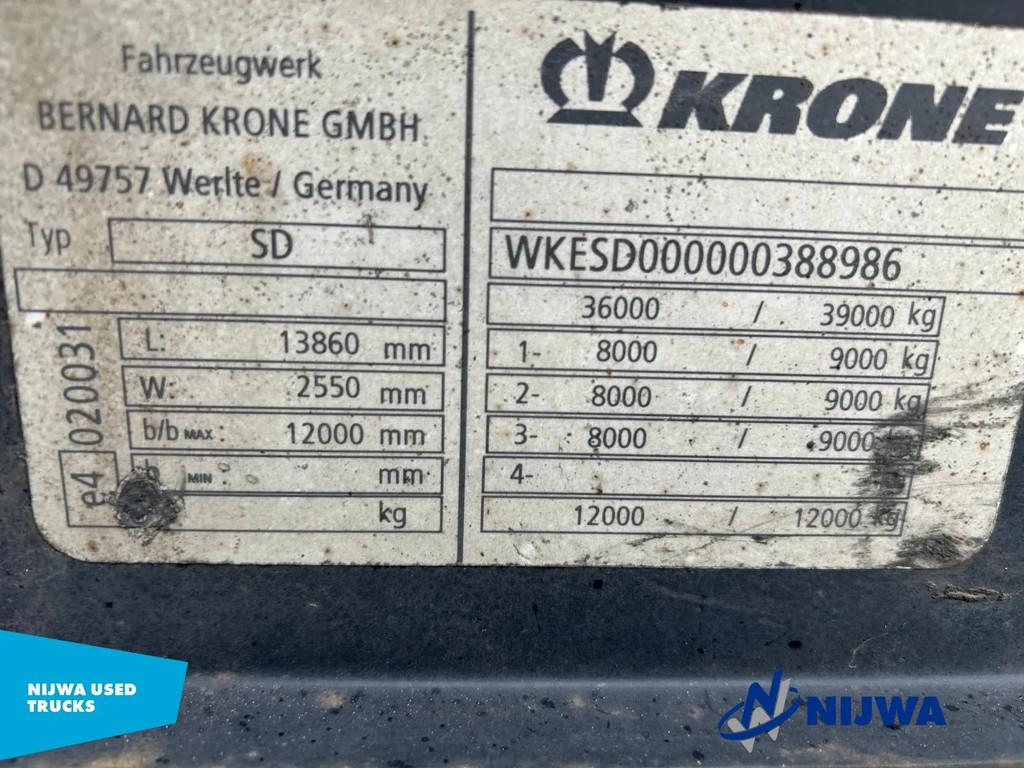 Fahrzeugwerk
BERNARD KRONE GMBH
D 49757 Werlte / Germany
Typ SD
L: 13860 mm
W: 2550 mm
b/b MAX : 12000 mm
MIN : mm
kg
e4 020031
KRONE
WKESD000000388986
36000 / 39000 kg
1- 8000 / 9000 kg
2- 8000 / 9000 kg
3- 8000 / 9000 kg
4-
12000 / 12000 kg
NIJWA USED
TRUCKS
NIJWA